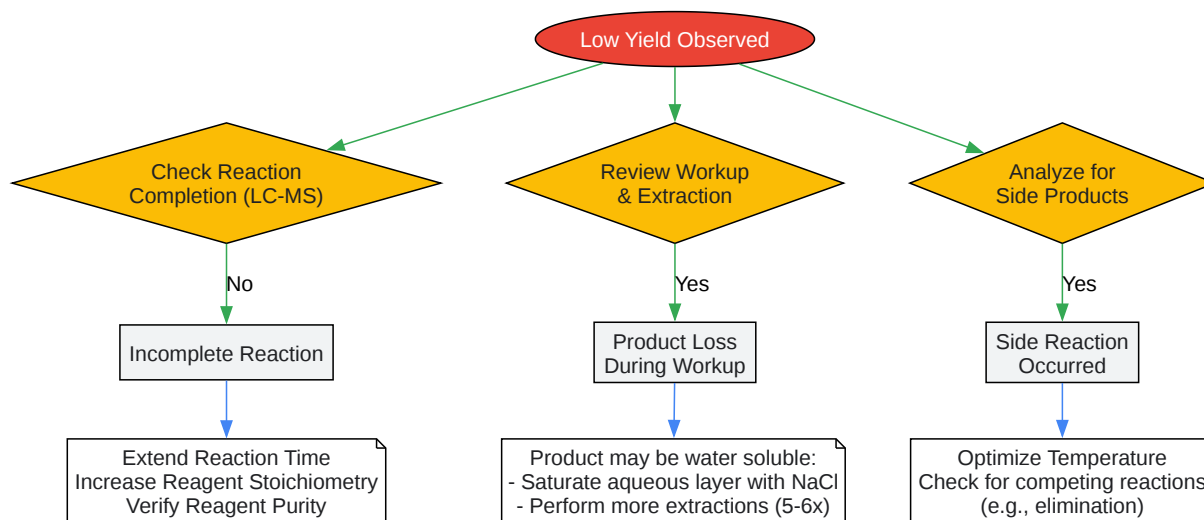 Low Yield Observed
Check Reaction
Completion (LC-MS)
Review Workup
& Extraction
Analyze for
Side Products
No
Yes
Yes
Incomplete Reaction
Product Loss
During Workup
Side Reaction
Occurred
Extend Reaction Time
Increase Reagent Stoichiometry
Verify Reagent Purity
Product may be water soluble:
- Saturate aqueous layer with NaCl
- Perform more extractions (5-6x)
Optimize Temperature
Check for competing reactions
(e.g., elimination)